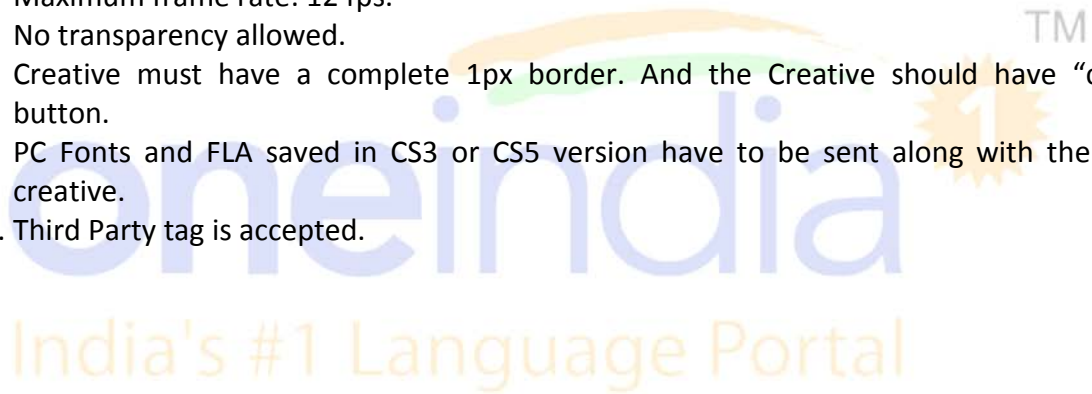 Maximum frame rate: 12 fps.
No transparency allowed.
TM
Creative must have a complete 1px border. And the Creative should have “
1
button.
PC Fonts and FLA saved in CS3 or CS5 version have to be sent along with the
creative.
oneindia
. Third Party tag is accepted.
India's #1 Language Portal